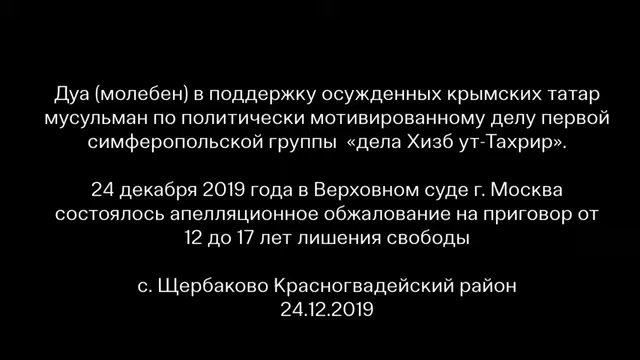 Дуа (молебен) в поддержку осужденных крымских татар
мусульман по политически мотивированному делу первой
симферопольской группы «дела Хизб ут-Тахрир».
24 декабря 2019 года в Верховном суде г. Москва
состоялось апелляционное обжалование на приговор от
12 до 17 лет лишения свободы
с. Щербаково Красногвадейский район
24.12.2019